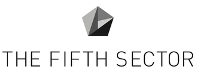 THE FIFTH SECTOR